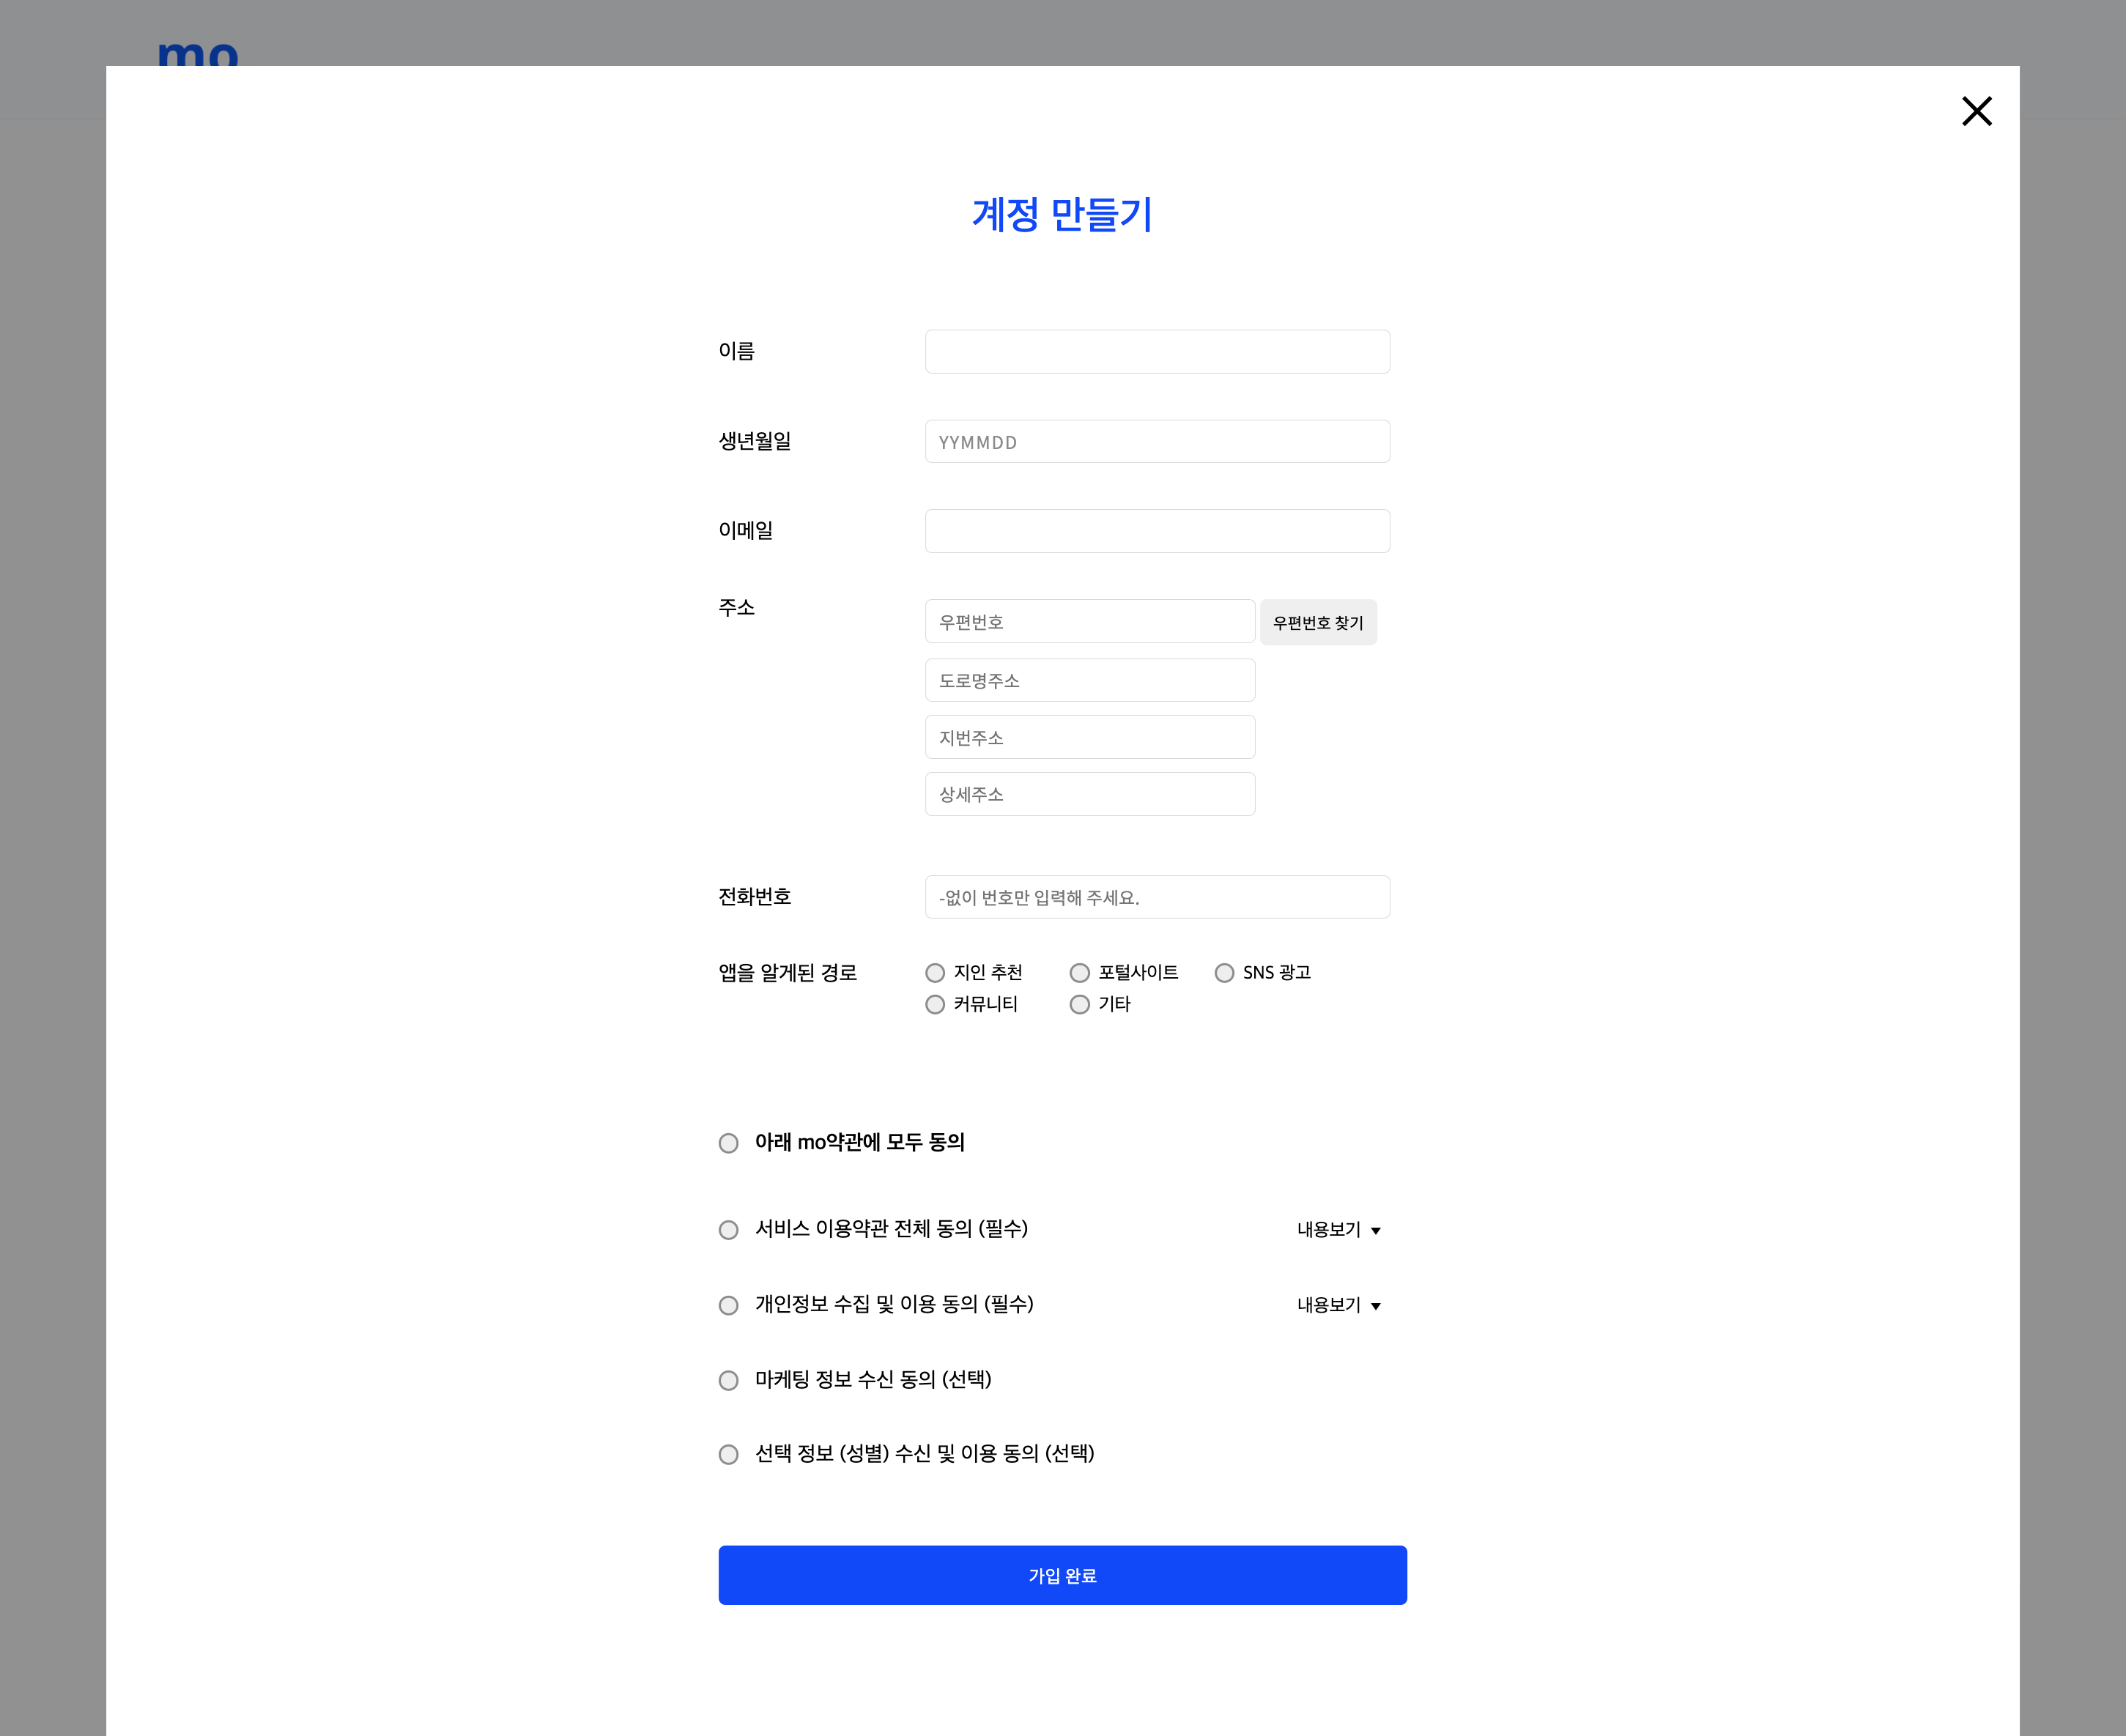 mo
계정 만들기
이름
생년월일 YYMMDD
이메일
주소 우편번호 우편번호 찾기
도로명주소
지번주소
상세주소
전화번호 -없이 번호만 입력해 주세요.
앱을 알게된 경로 지인 추천 포털사이트 SNS 광고
커뮤니티 기타
아래 mo약관에 모두 동의
서비스 이용약관 전체 동의 (필수) 내용보기
개인정보 수집 및 이용 동의 (필수) 내용보기
마케팅 정보 수신 동의 (선택)
선택 정보 (성별) 수신 및 이용 동의 (선택)
가입 완료